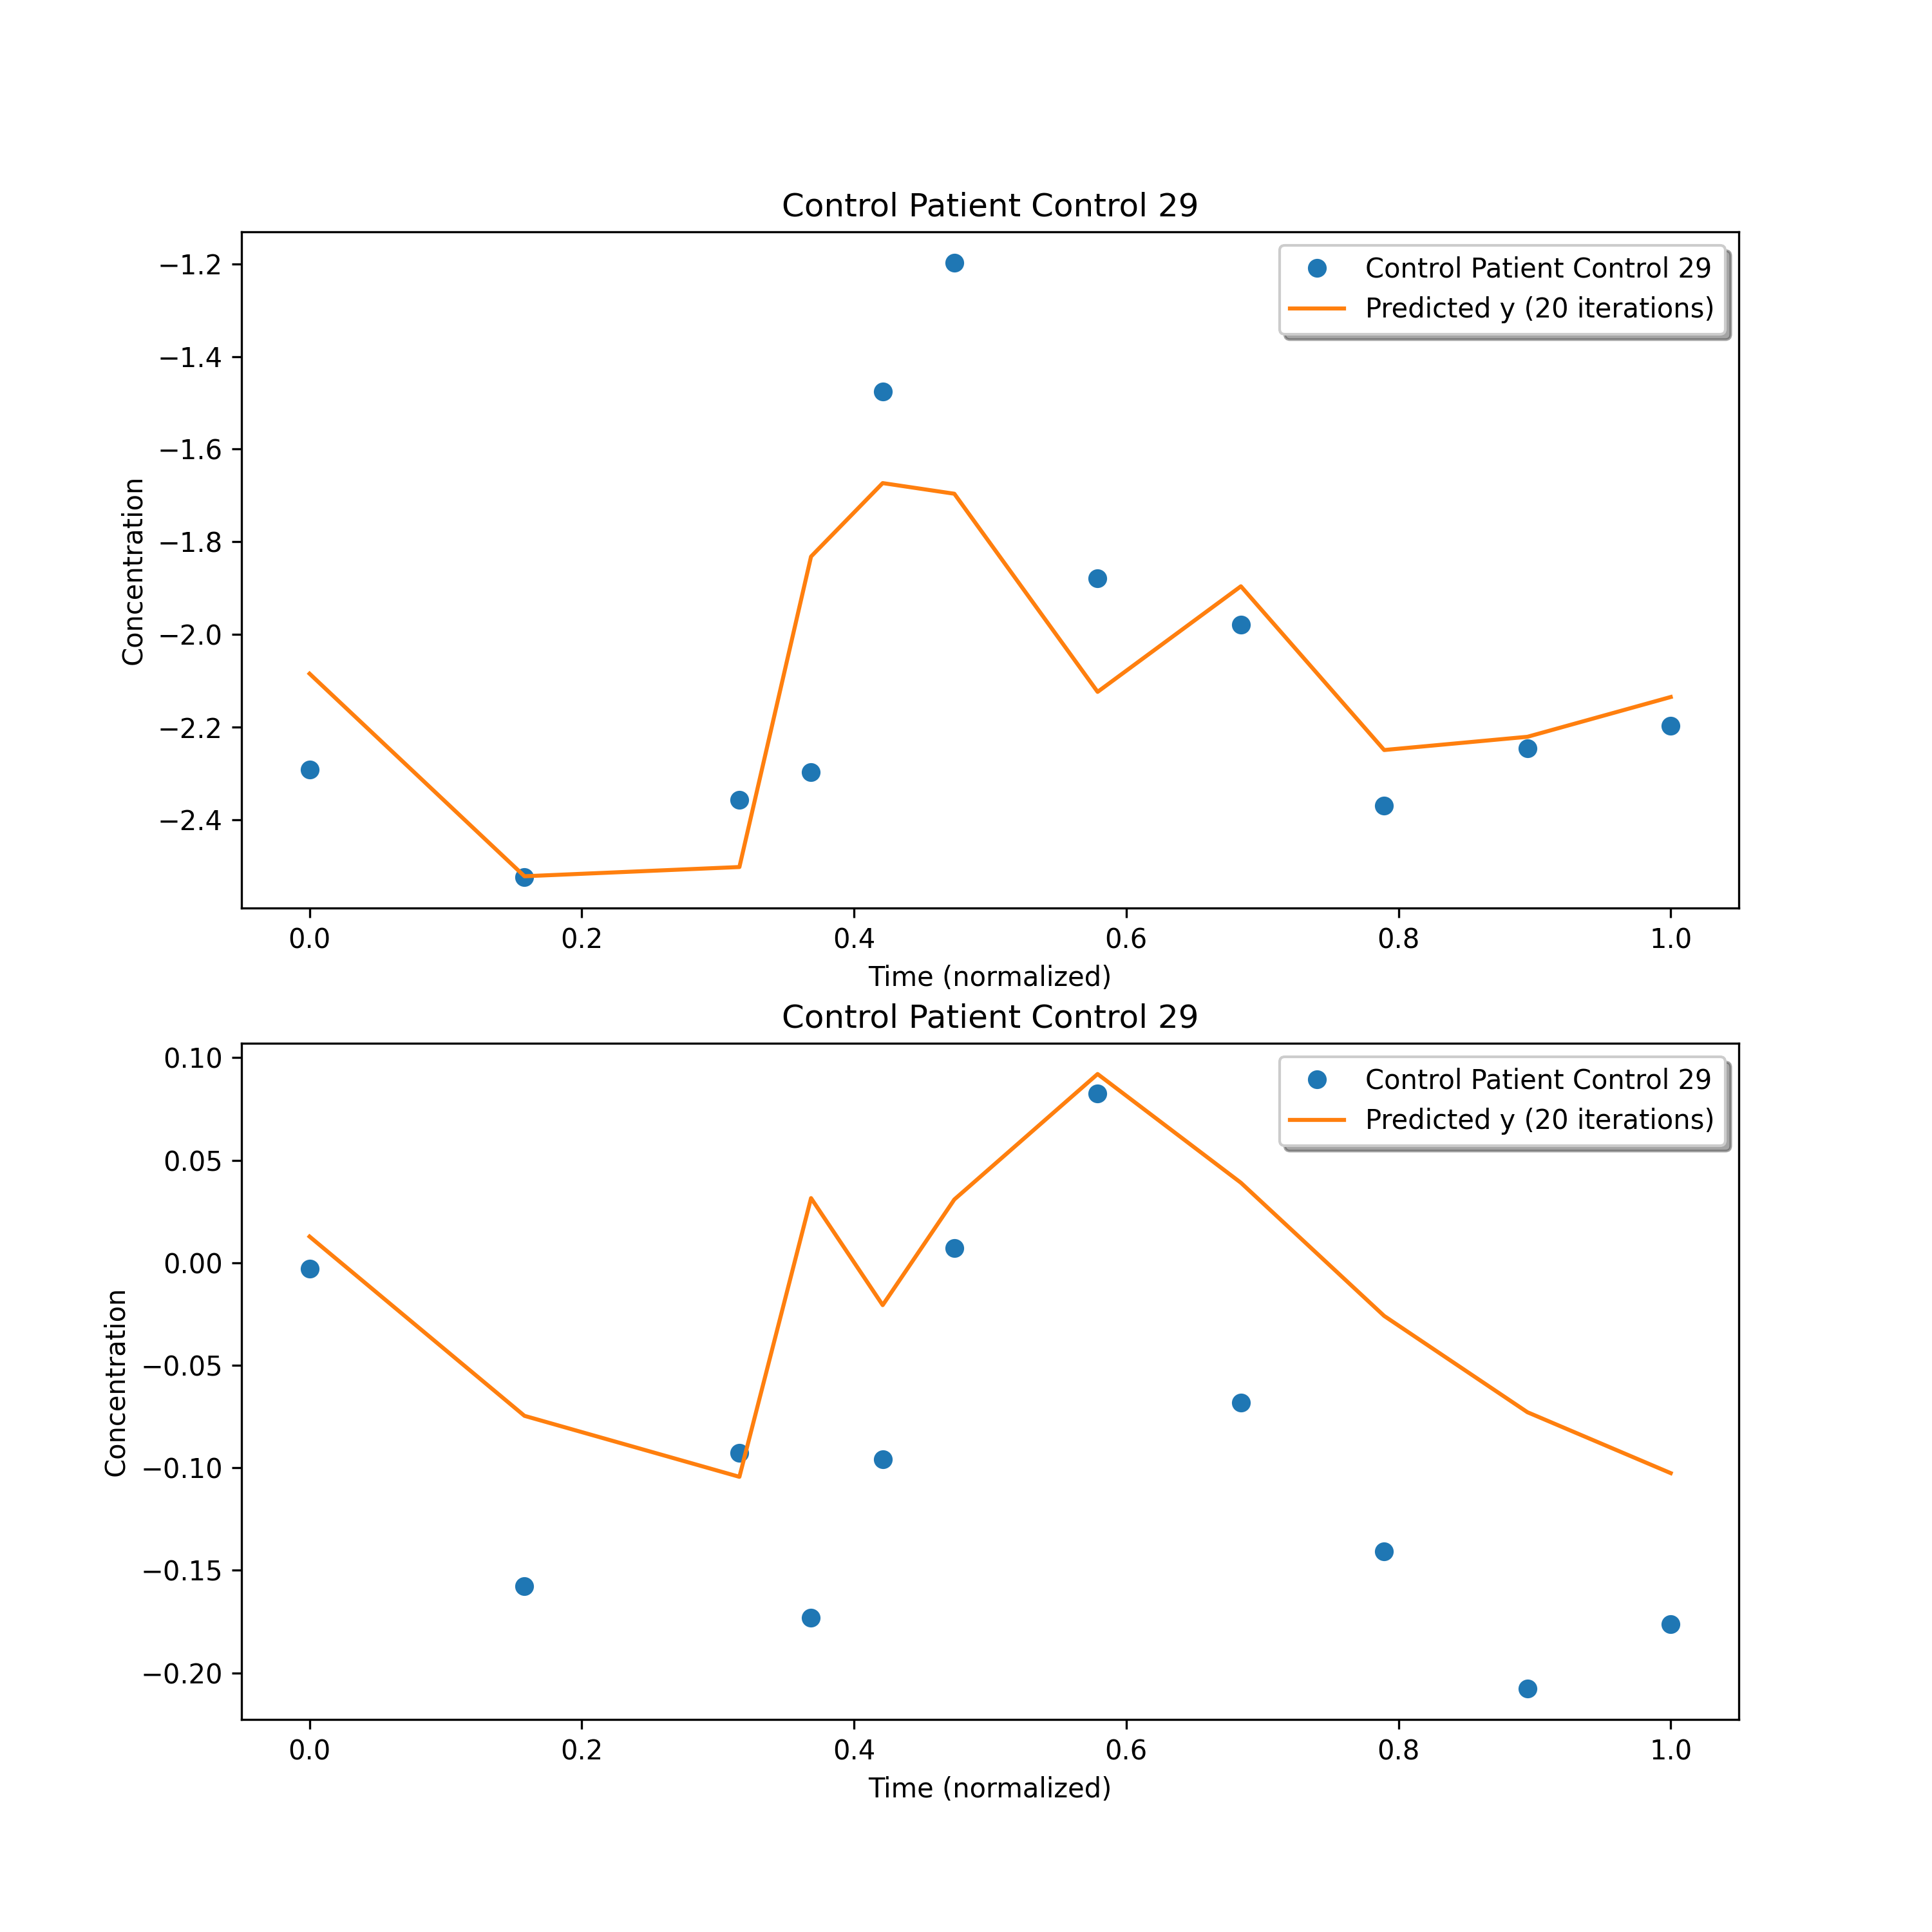 Control Patient Control 29
Control Patient Control 29
Predicted y (20 iterations)
−1.2
−1.4
−1.6
−1.8
−2.0
−2.2
−2.4
Concentration
0.0 0.2 0.4 0.6 0.8 1.0
Time (normalized)
Control Patient Control 29
Control Patient Control 29
Predicted y (20 iterations)
0.10
0.05
0.00
−0.05
−0.10
−0.15
−0.20
Concentration
0.0 0.2 0.4 0.6 0.8 1.0
Time (normalized)